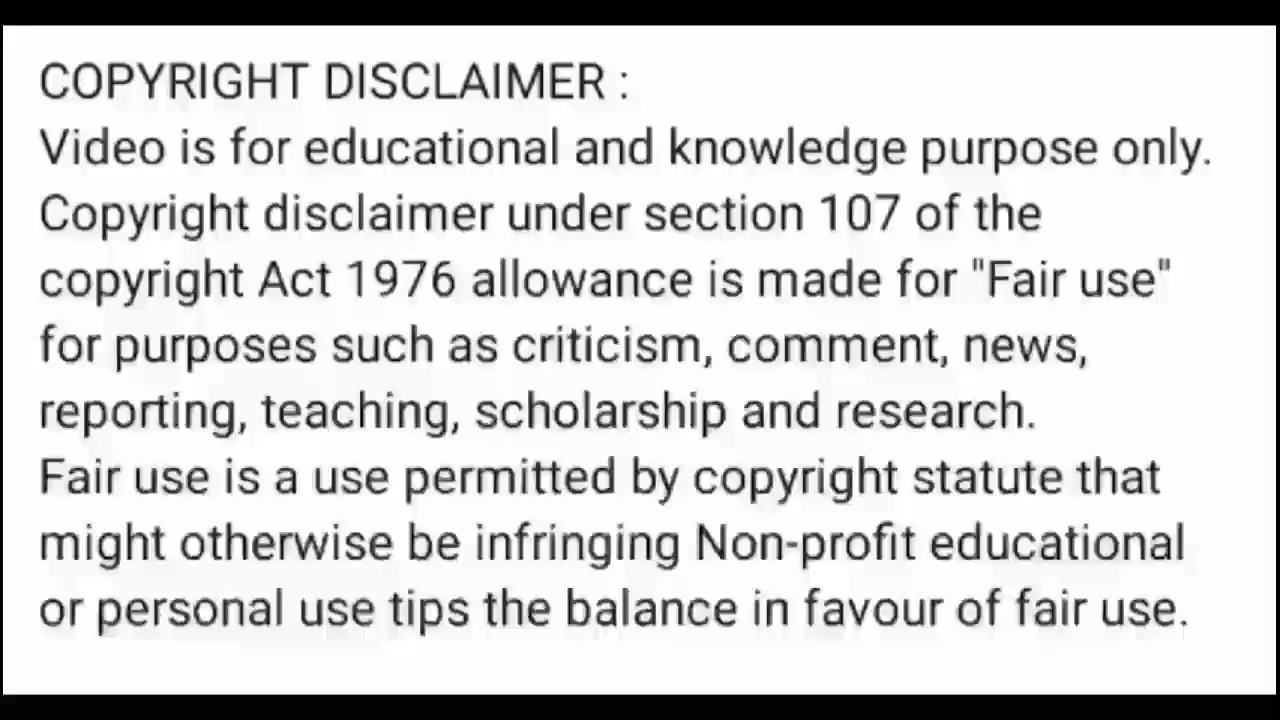 COPYRIGHT DISCLAIMER :
Video is for educational and knowledge purpose only.
Copyright disclaimer under section 107 of the
copyright Act 1976 allowance is made for "Fair use"
for purposes such as criticism, comment, news,
reporting, teaching, scholarship and research.
Fair use is a use permitted by copyright statute that
might otherwise be infringing Non-profit educational
or personal use tips the balance in favour of fair use.